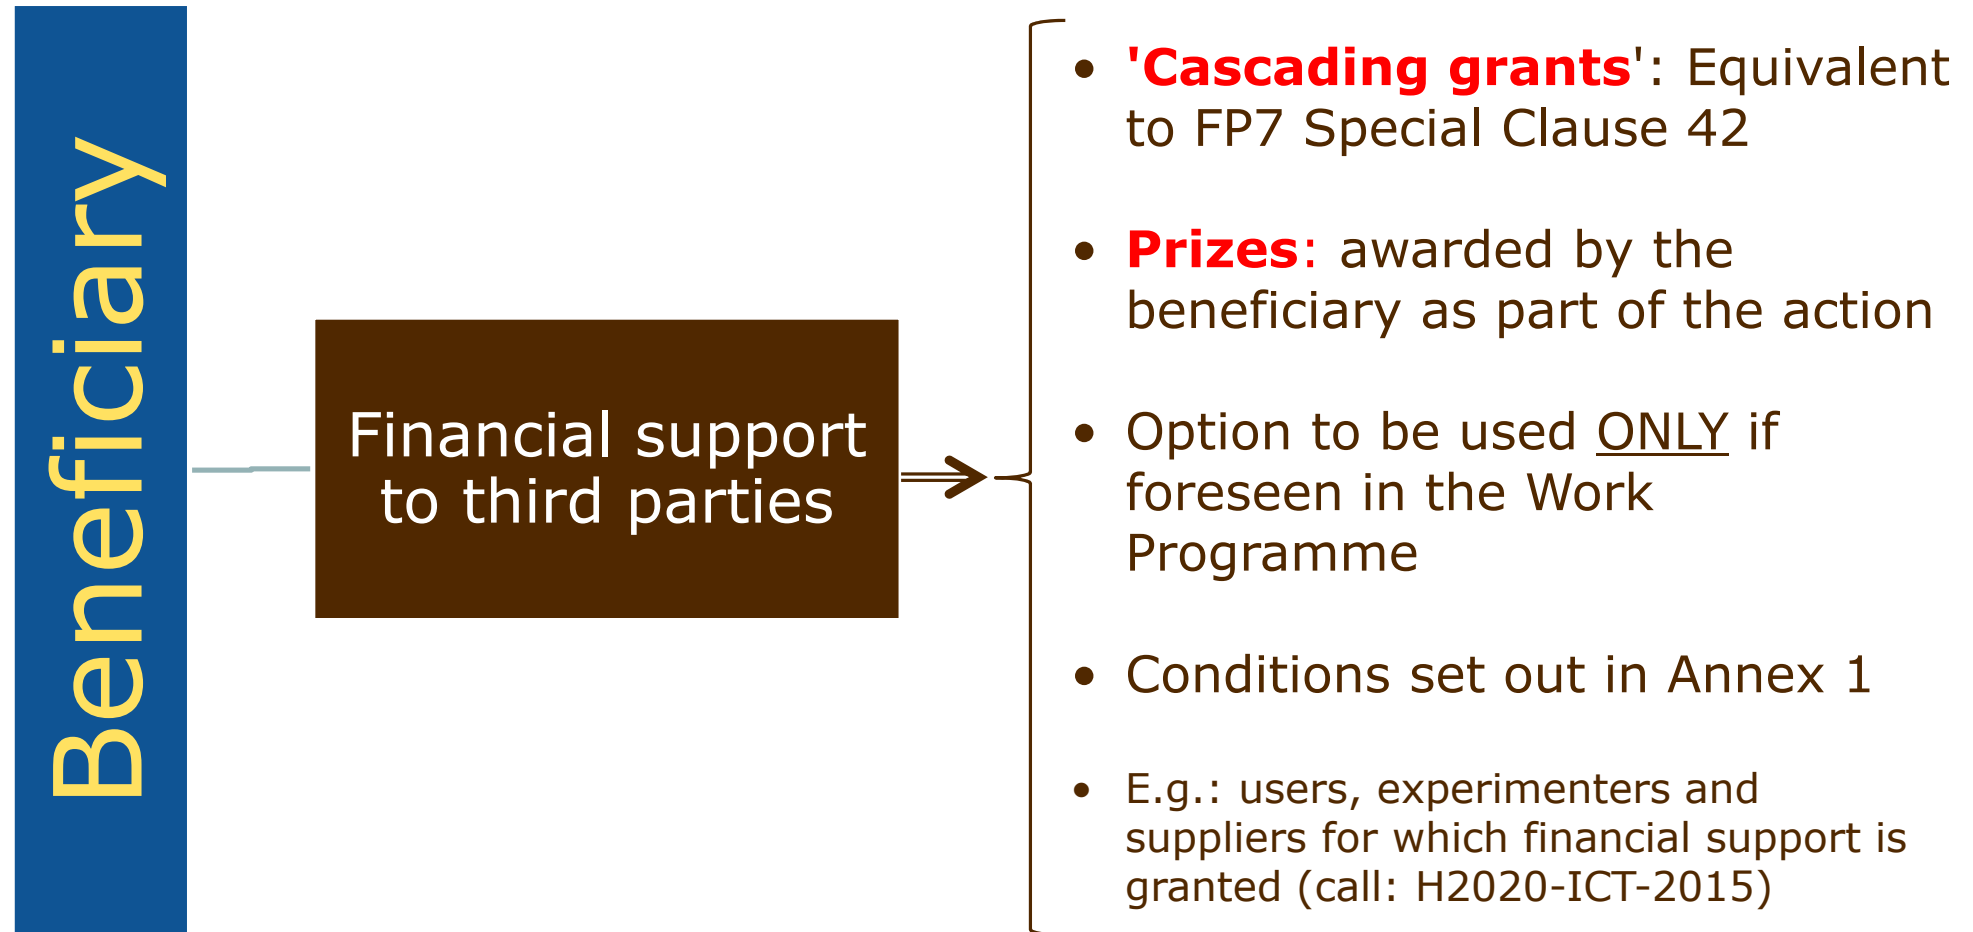 Beneficiary
Financial support
to third parties
• 'Cascading grants': Equivalent
to FP7 Special Clause 42
• Prizes: awarded by the
beneficiary as part of the action
• Option to be used ONLY if
foreseen in the Work
Programme
• Conditions set out in Annex 1
• E.g.: users, experimenters and
suppliers for which financial support is
granted (call: H2020-ICT-2015)